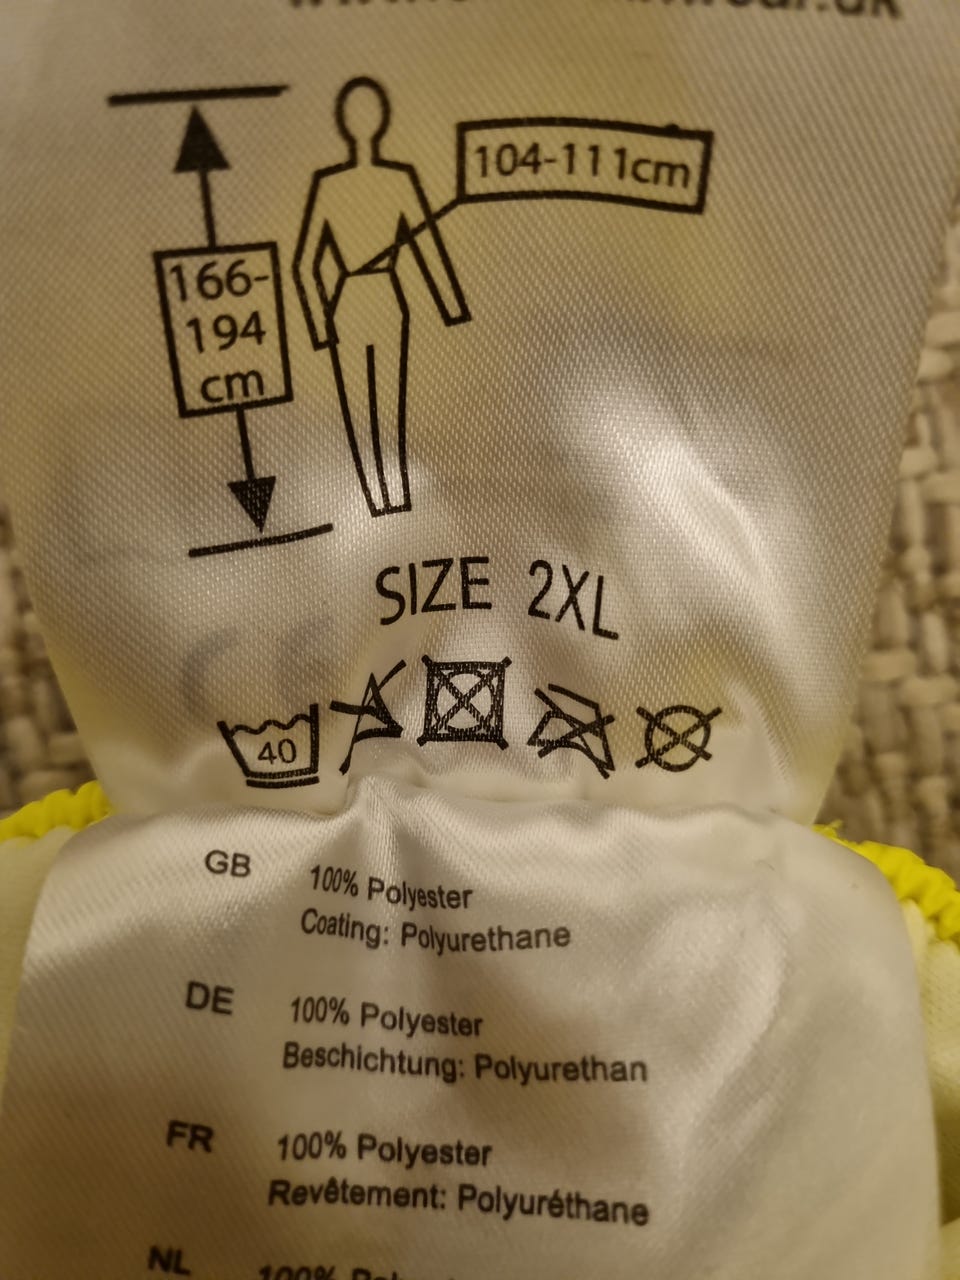 104-111cm
166-
194
cm
SIZE 2XL
40
GB
100% Polyester
Coating: Polyurethane
DE
100% Polyester
Beschichtung: Polyurethan
FR
100% Polyester
Revêtement: Polyuréthane
NL
100%